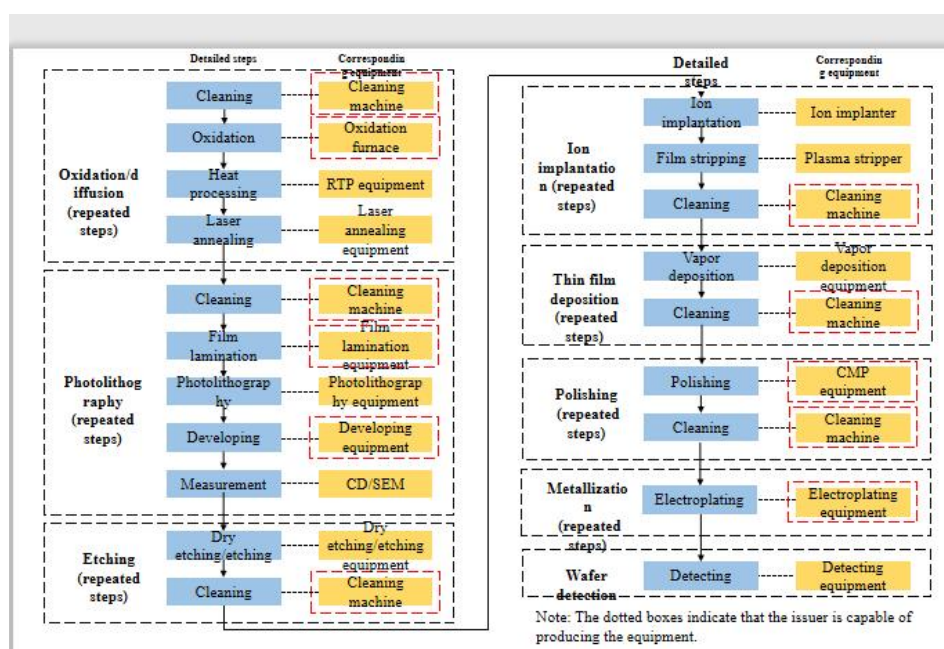 Detailed steps
Correspondin
g equipment
Cleaning
Cleaning
machine
Oxidation
Oxidation
furnace
Oxidation/d
iffusion
(repeated
steps)
Heat
processing
RTP equipment
Laser
annealing
Laser
annealing
equipment
Cleaning
Cleaning
machine
Film
lamination
Film
lamination
equipment
Photolithog
raphy
(repeated
steps)
Photolithogra
hy
Photolithogra
hy equipment
Developing
Developing
equipment
Measurement
CD/SEM
Etching
(repeated
steps)
Dry
etching/etching
Dry
etching/etching
equipment
Cleaning
Cleaning
machine
Detailed
steps
Correspondin
g equipment
Ion
implantation
Ion implanter
Ion
implantatio
n (repeated
steps)
Film stripping
Plasma stripper
Cleaning
Cleaning
machine
Thin film
deposition
(repeated
steps)
Vapor
deposition
Vapor
deposition
equipment
Cleaning
Cleaning
machine
Polishing
(repeated
steps)
Polishing
CMP
equipment
Cleaning
Cleaning
machine
Metallizatio
n
(repeated
steps)
Electroplating
Electroplating
equipment
Wafer
detection
Detecting
Detecting
equipment
Note: The dotted boxes indicate that the issuer is capable of
producing the equipment.